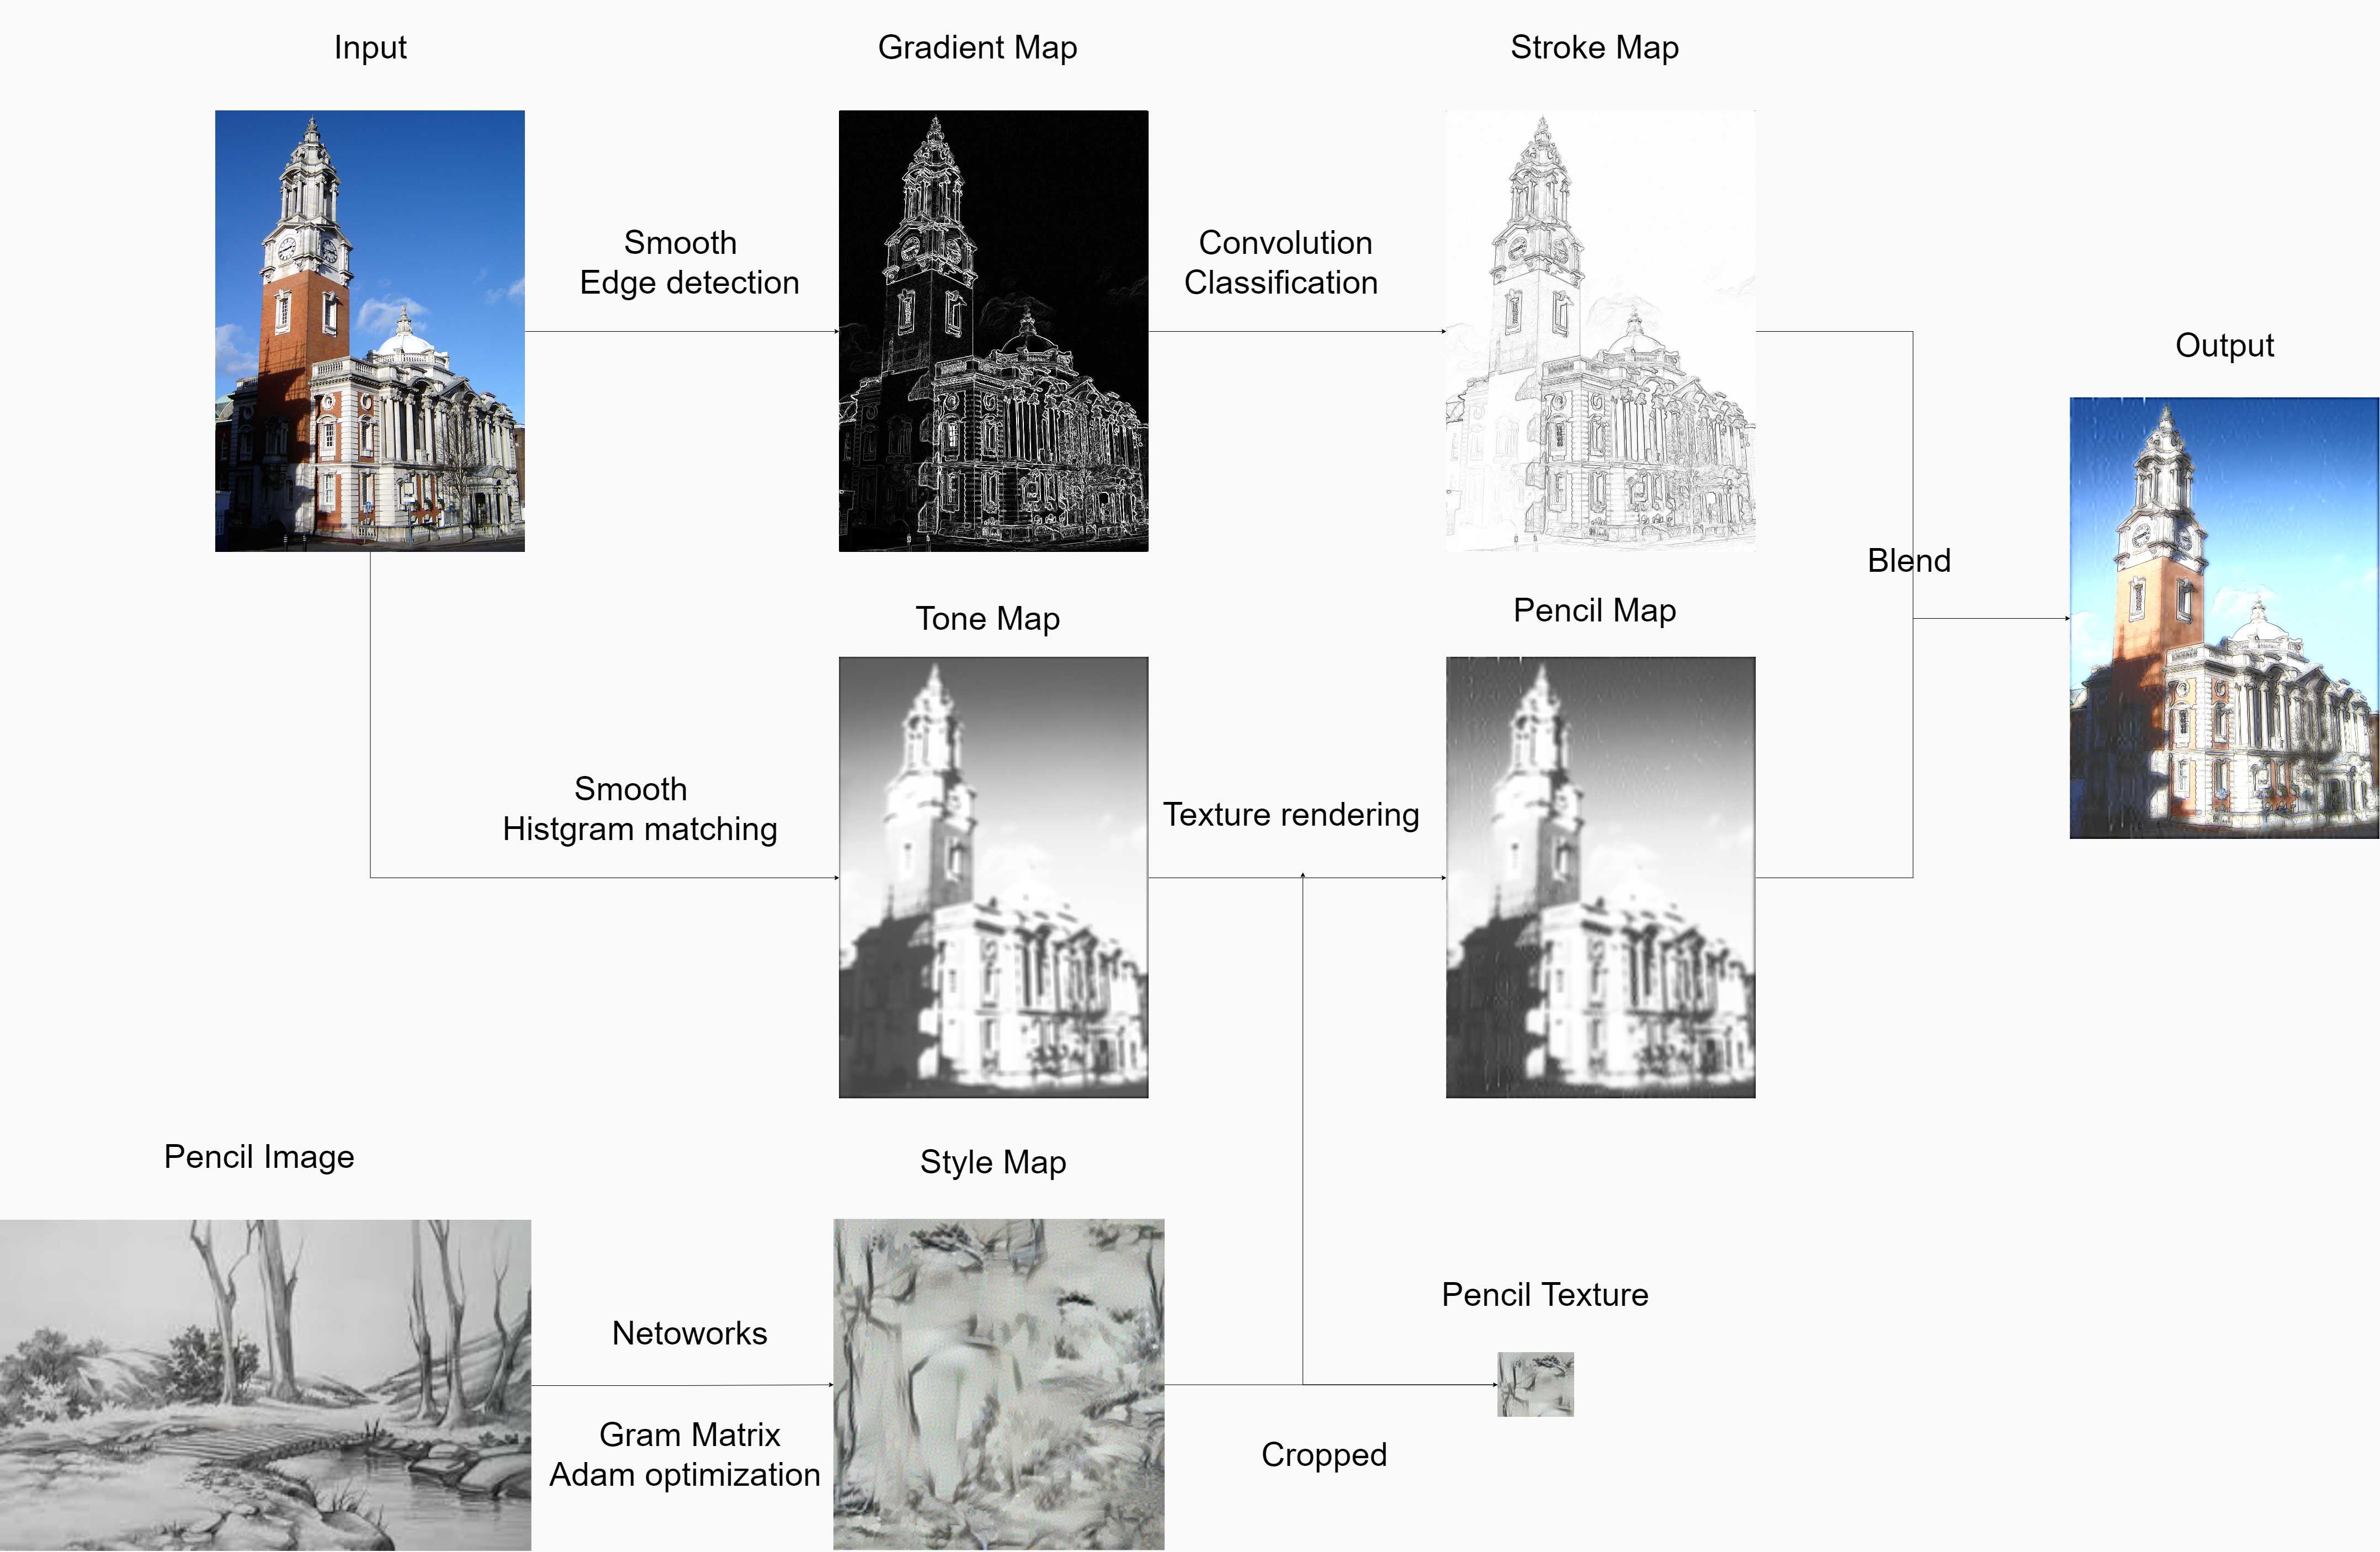 Input
Gradient Map
Stroke Map
Smooth
Edge detection
Convolution
Classification
Output
Blend
Tone Map
Pencil Map
Smooth
Histgram matching
Texture rendering
Pencil Image
Style Map
Pencil Texture
Netoworks
Gram Matrix
Adam optimization
Cropped